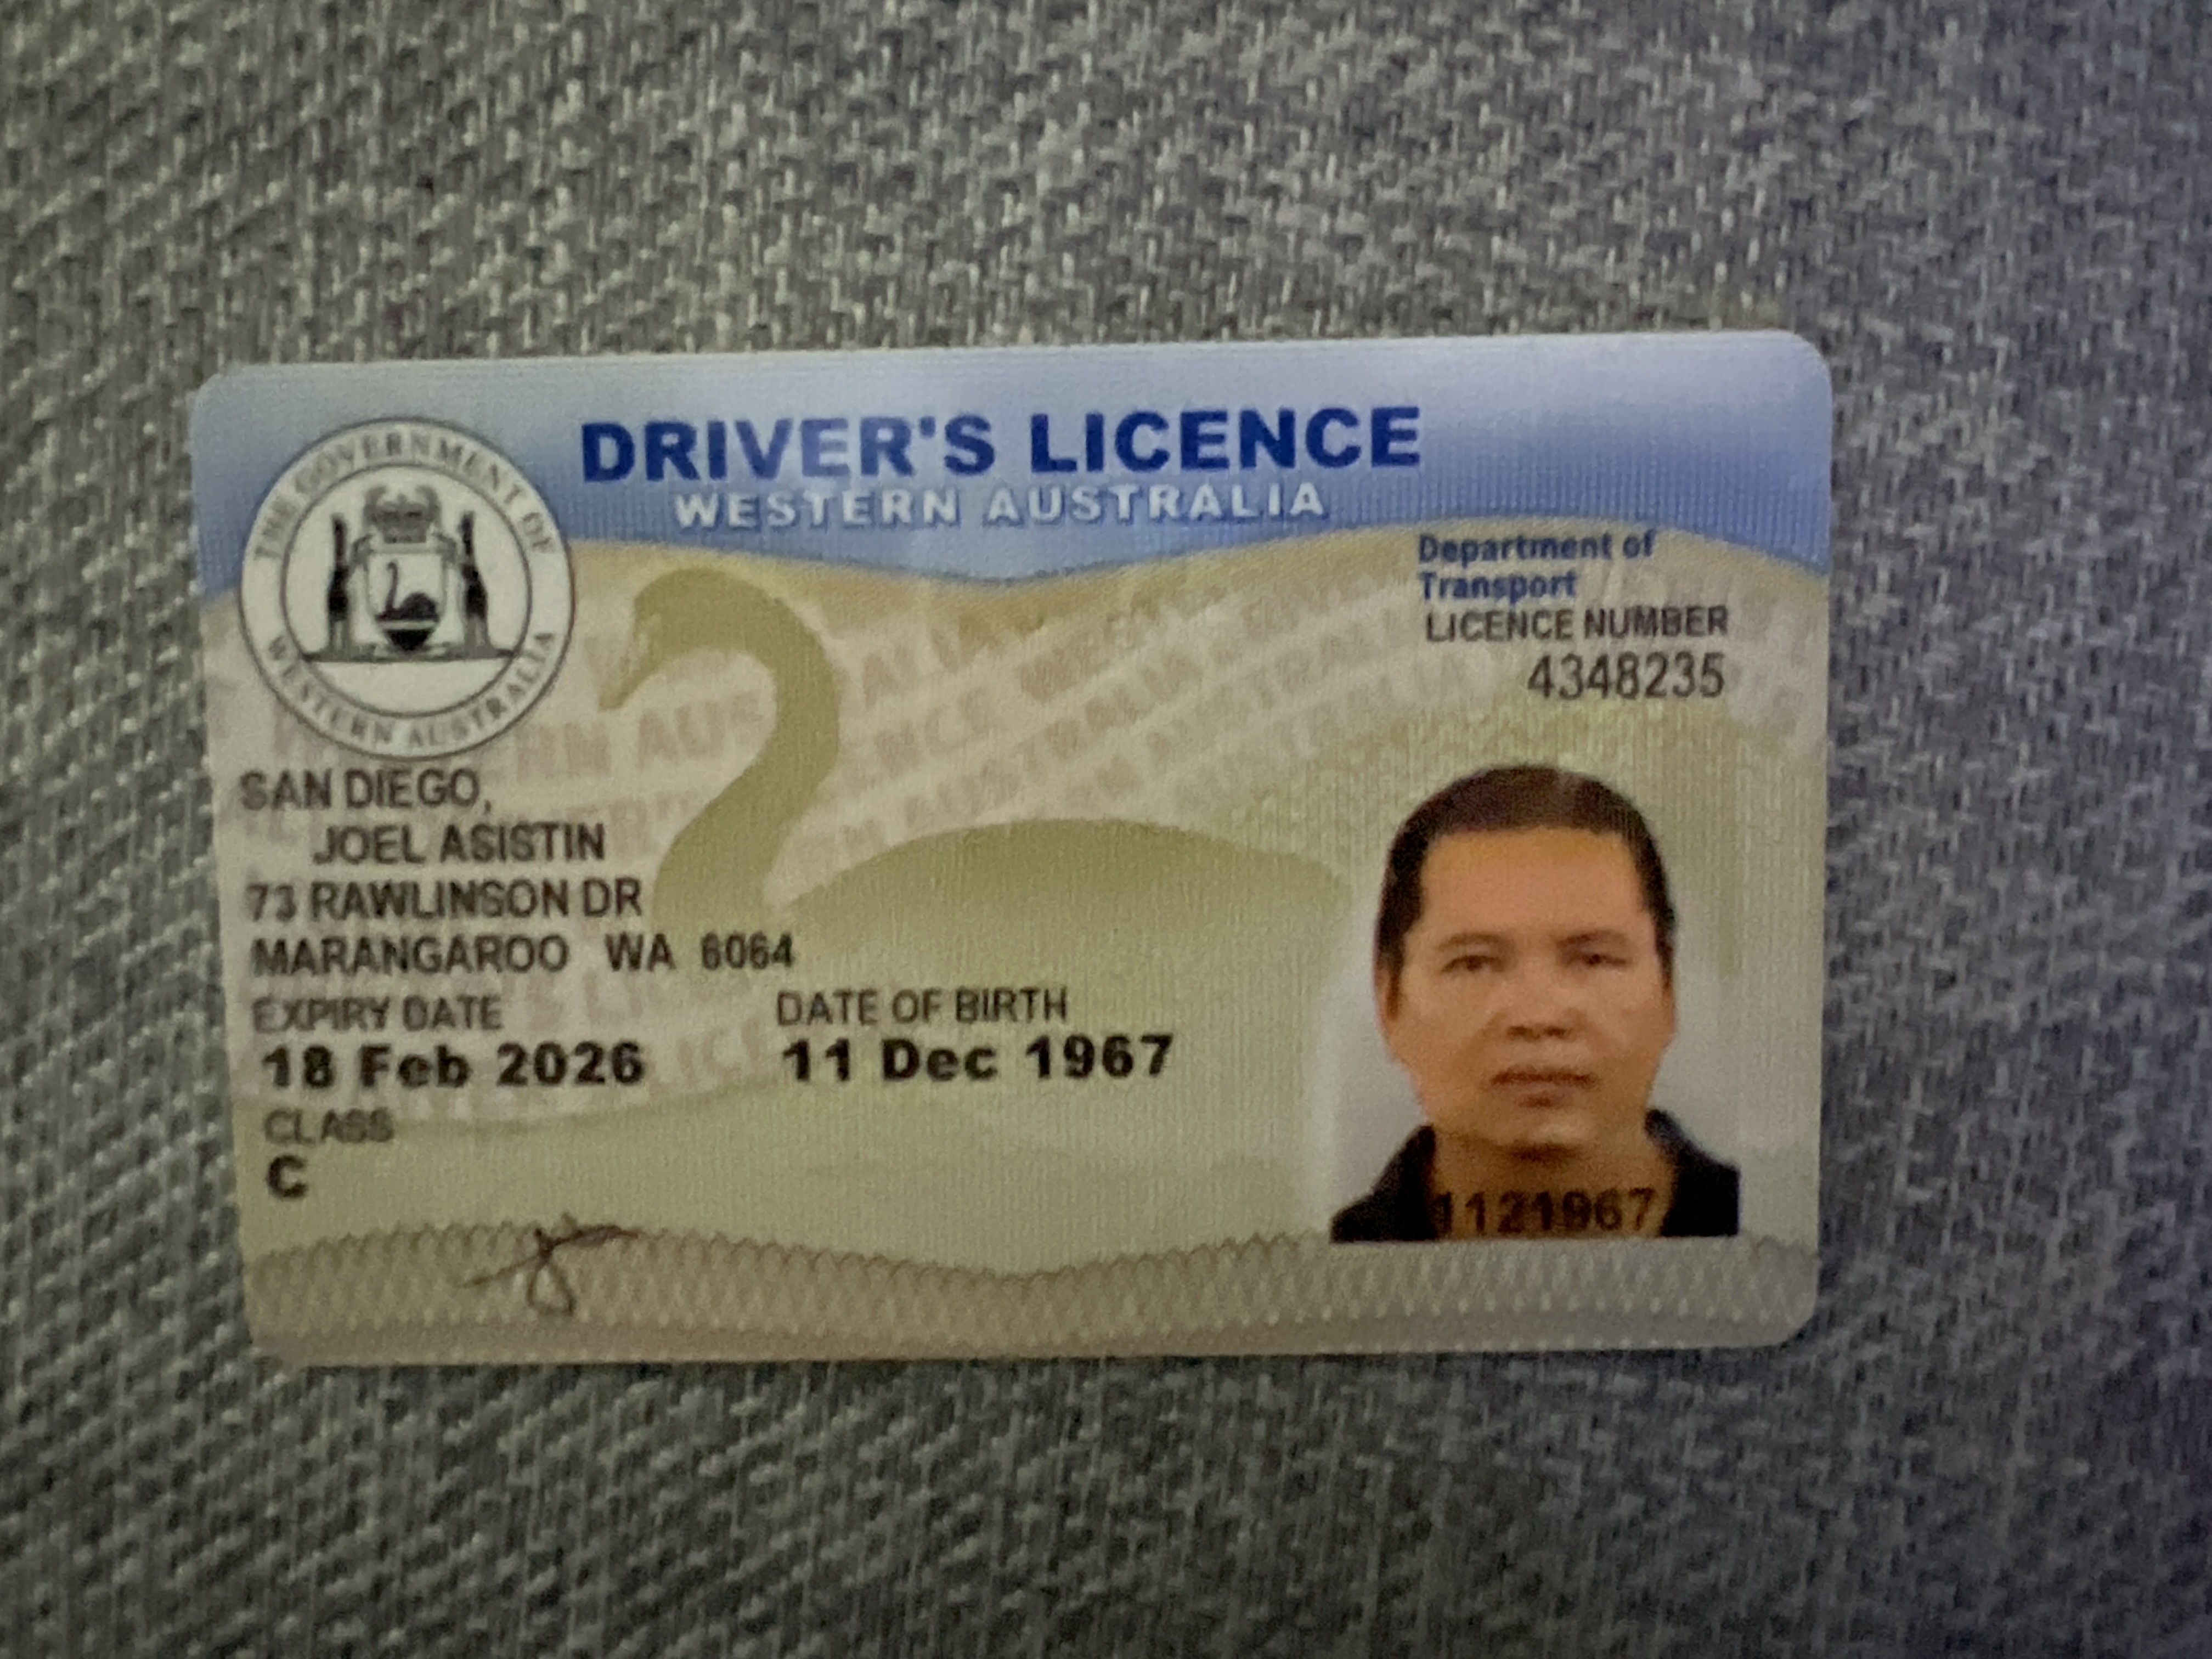 DRIVER'S LICENCE
WESTERN AUSTRALIA
THE GOVERNMENT OF
WESTERN AUSTRALIA
Department of
Transport
LICENCE NUMBER
4348235
SAN DIEGO,
JOEL ASISTIN
73 RAWLINSON DR
MARANGAROO WA 6064
EXPIRY DATE
18 Feb 2026
DATE OF BIRTH
11 Dec 1967
CLASS
C
11121967